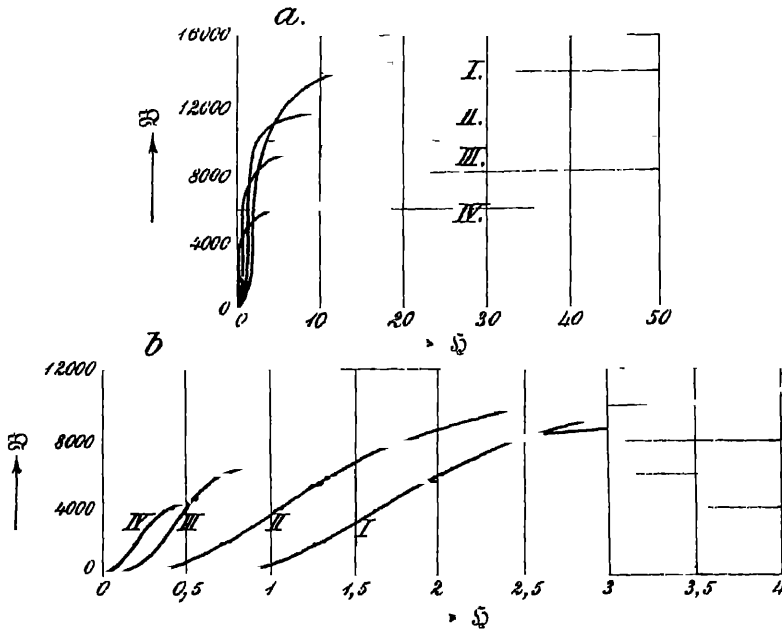 a.
16000
I.
12000
𝔅
II.
III.
8000
IV.
4000
0
0 10 20 30 40 50
ℌ
b
12000
𝔅
8000
4000
IV III II I
0
0 0,5 1 1,5 2 2,5 3 3,5 4
ℌ